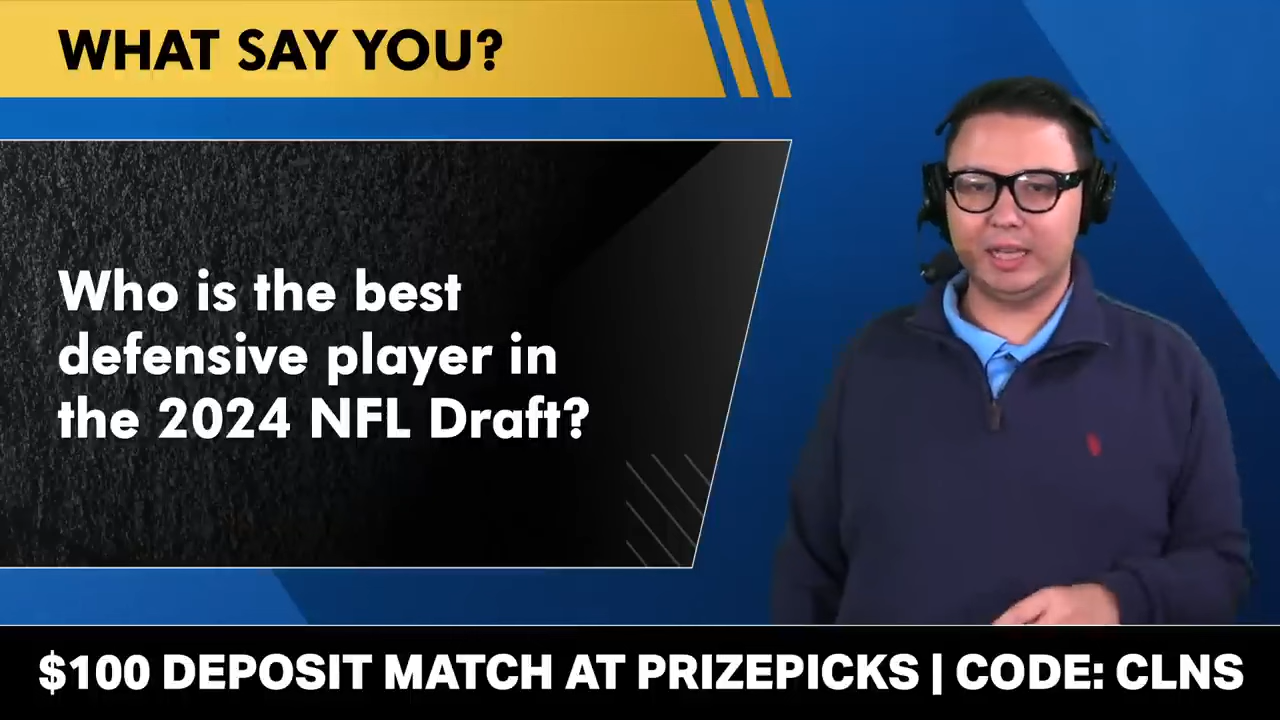 WHAT SAY YOU?
Who is the best
defensive player in
the 2024 NFL Draft?
$100 DEPOSIT MATCH AT PRIZEPICKS | CODE: CLNS